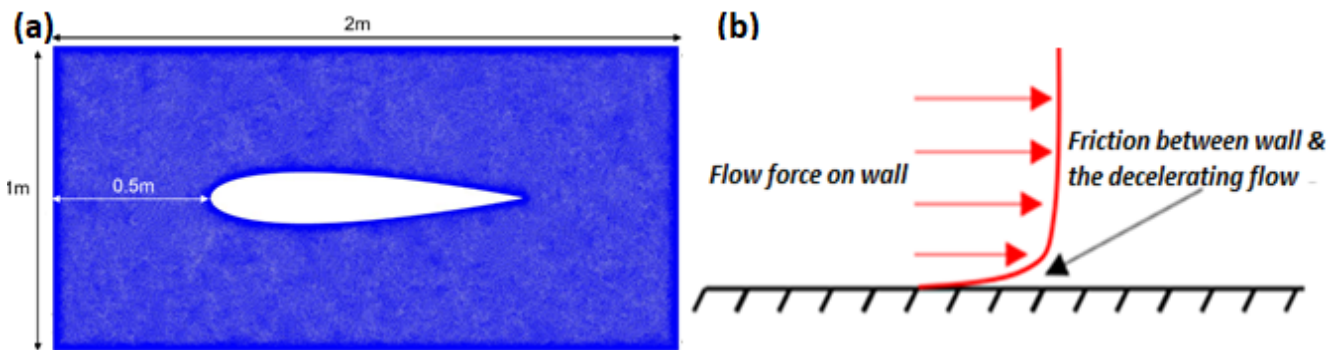 (a)
2m
1m
0.5m
(b)
Flow force on wall
Friction between wall &
the decelerating flow